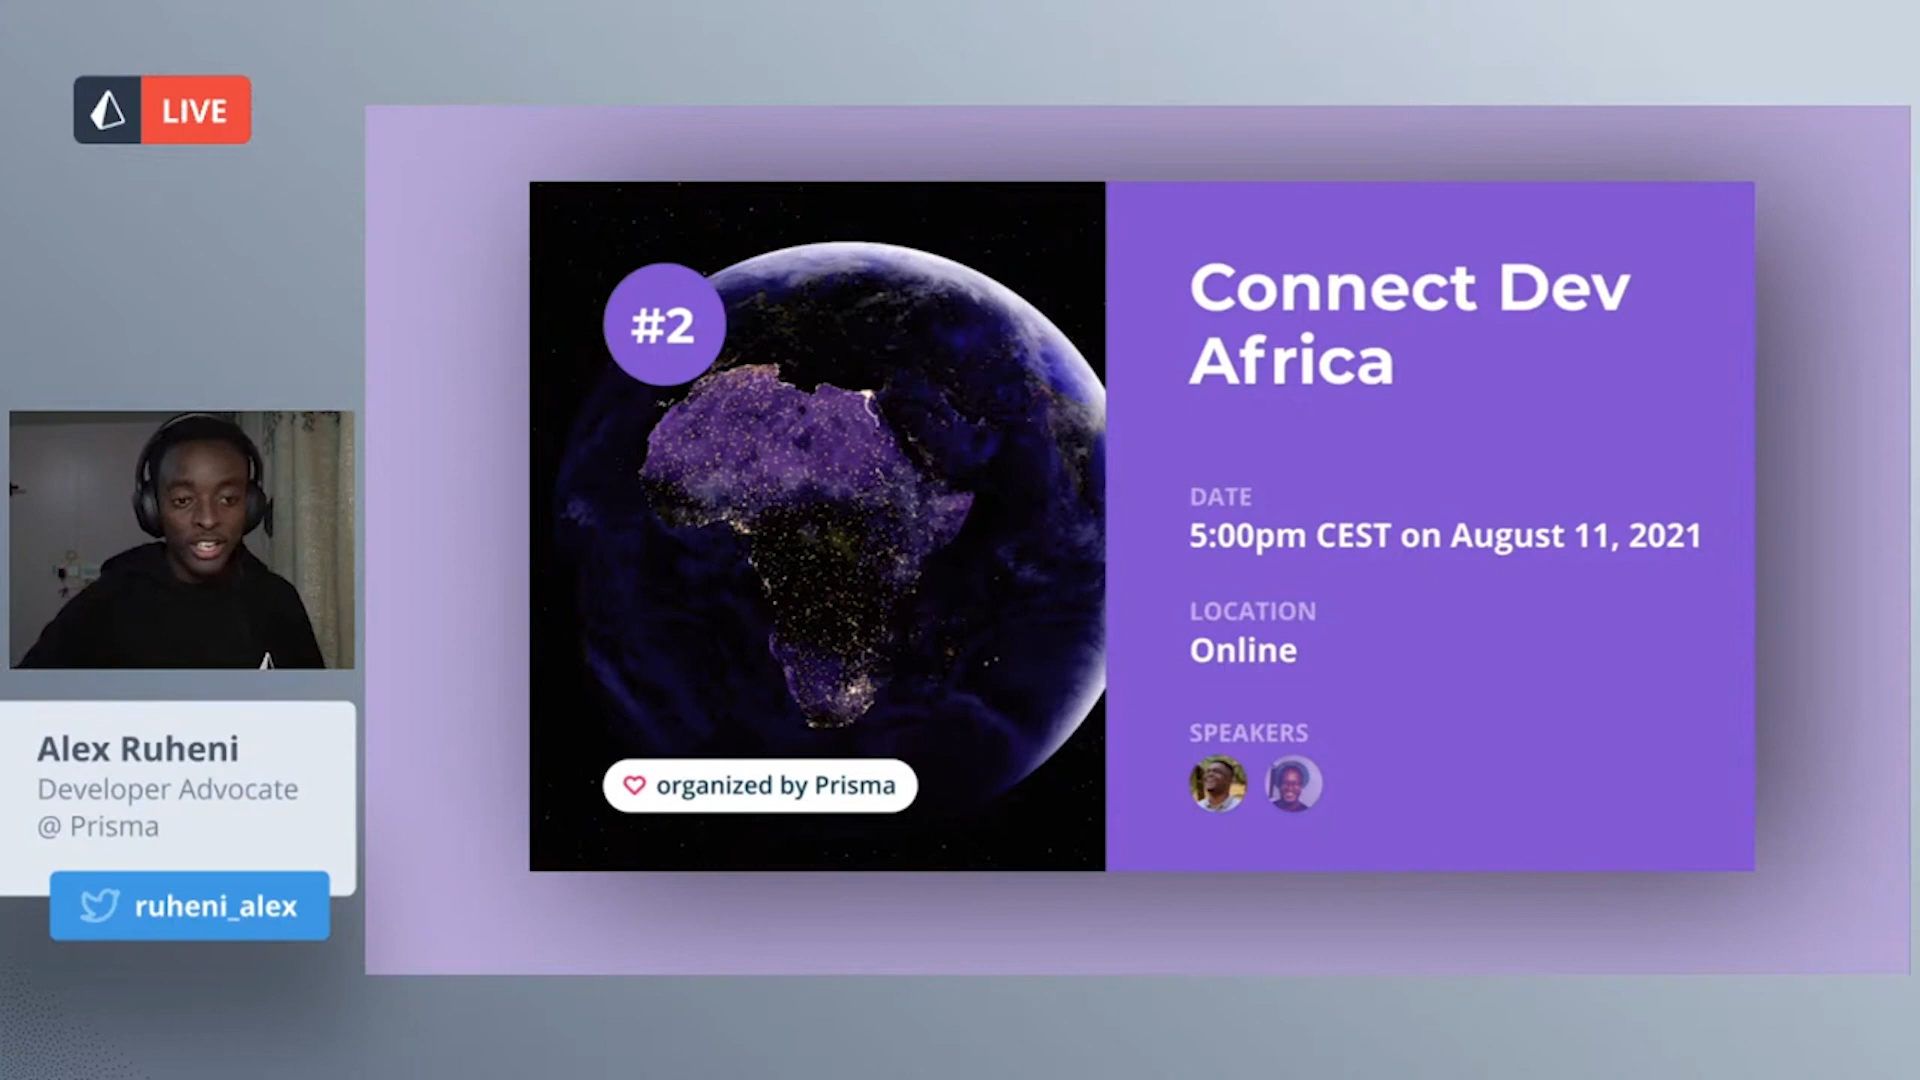 LIVE
Alex Ruheni
Developer Advocate
@ Prisma
ruheni_alex
#2
organized by Prisma
Connect Dev
Africa
DATE
5:00pm CEST on August 11, 2021
LOCATION
Online
SPEAKERS